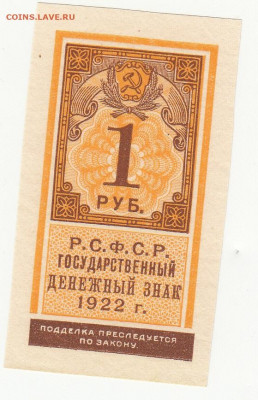 COINS.LAVE.RU
1
РУБ.
Р.С.Ф.С.Р.
ГОСУДАРСТВЕННЫЙ
ДЕНЕЖНЫЙ ЗНАК
1922 г.
ПОДДЕЛКА ПРЕСЛЕДУЕТСЯ
ПО ЗАКОНУ.